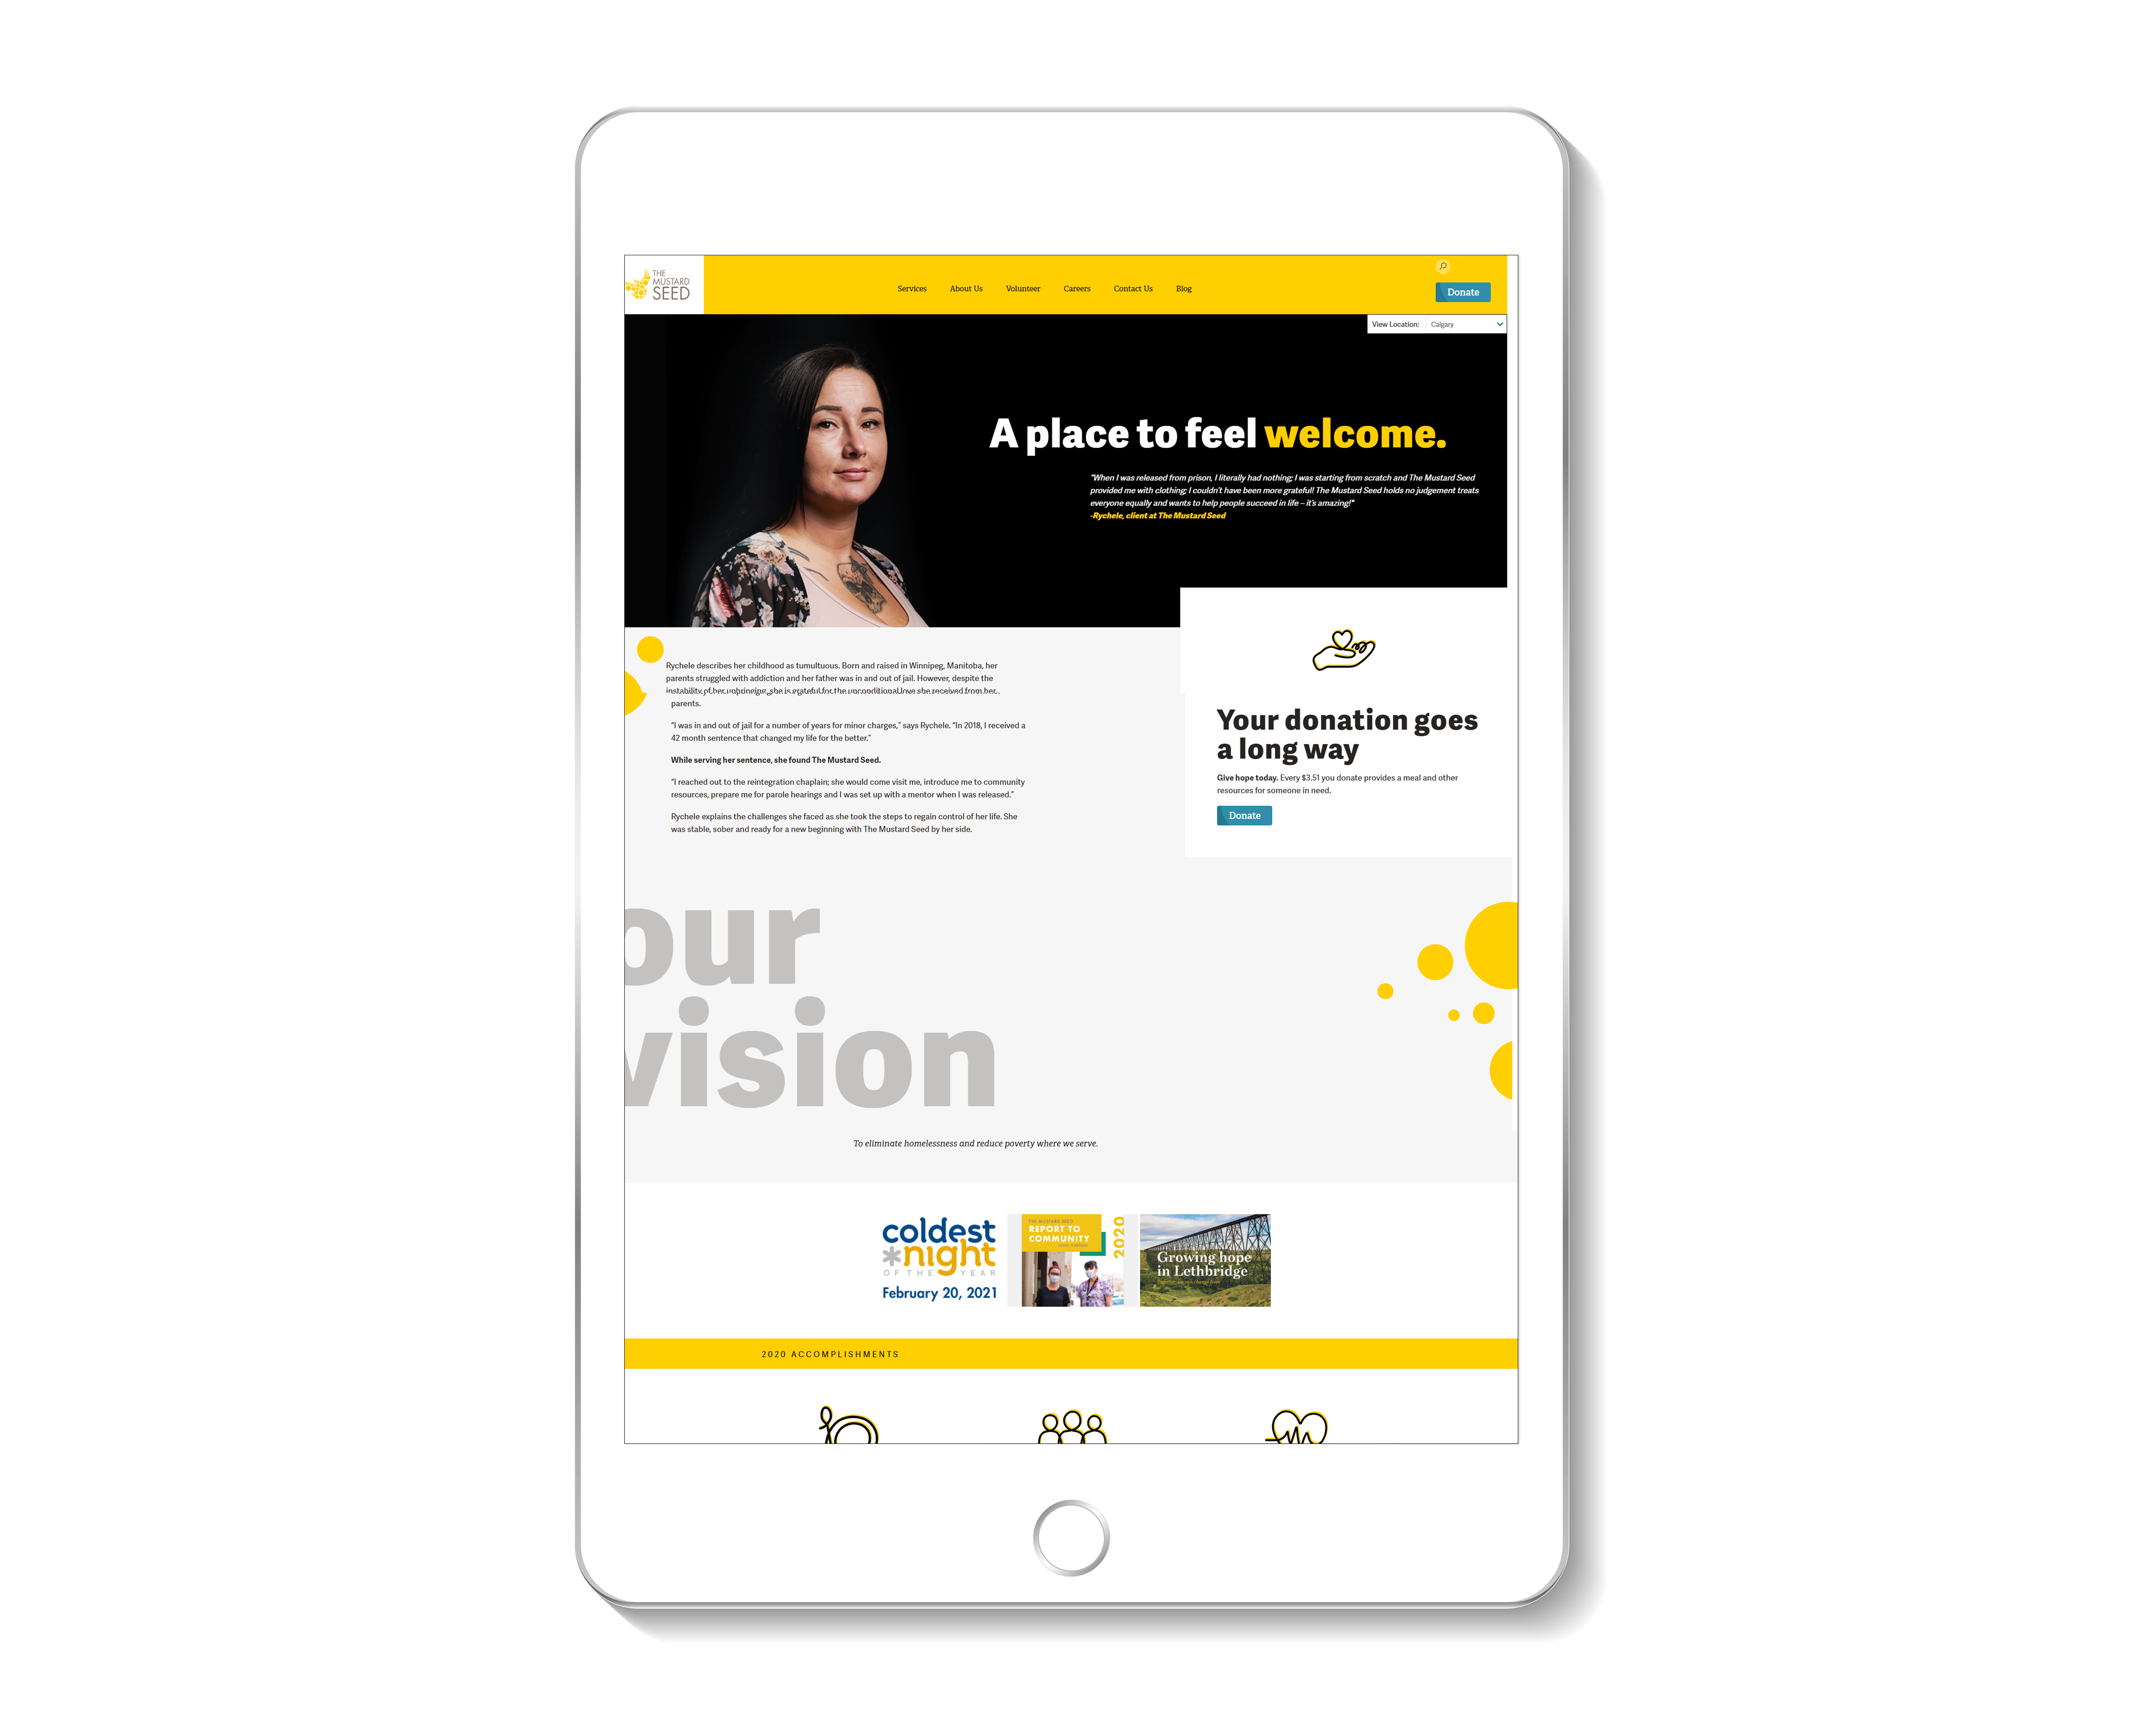 THE
MUSTARD
SEED
Services About Us Volunteer Careers Contact Us Blog
Donate
View Location: Calgary
A place to feel welcome.
"When I was released from prison, I literally had nothing; I was starting from scratch and The Mustard Seed
provided me with clothing; I couldn't have been more grateful! The Mustard Seed holds no judgement treats
everyone equally and wants to help people succeed in life – it's amazing!"
-Rychele, client at The Mustard Seed
Rychele describes her childhood as tumultuous. Born and raised in Winnipeg, Manitoba, her
parents struggled with addiction and her father was in and out of jail. However, despite the
instability of her upbringing, she is grateful for the unconditional love she received from her
parents.
"I was in and out of jail for a number of years for minor charges," says Rychele. "In 2018, I received a
42 month sentence that changed my life for the better."
While serving her sentence, she found The Mustard Seed.
"I reached out to the reintegration chaplain; she would come visit me, introduce me to community
resources, prepare me for parole hearings and I was set up with a mentor when I was released."
Rychele explains the challenges she faced as she took the steps to regain control of her life. She
was stable, sober and ready for a new beginning with The Mustard Seed by her side.
Your donation goes
a long way
Give hope today. Every $3.51 you donate provides a meal and other
resources for someone in need.
Donate
our
vision
To eliminate homelessness and reduce poverty where we serve.
coldest
night
OF THE YEAR
February 20, 2021
THE MUSTARD SEED
REPORT TO
COMMUNITY
2020
Growing hope
in Lethbridge
2020 ACCOMPLISHMENTS